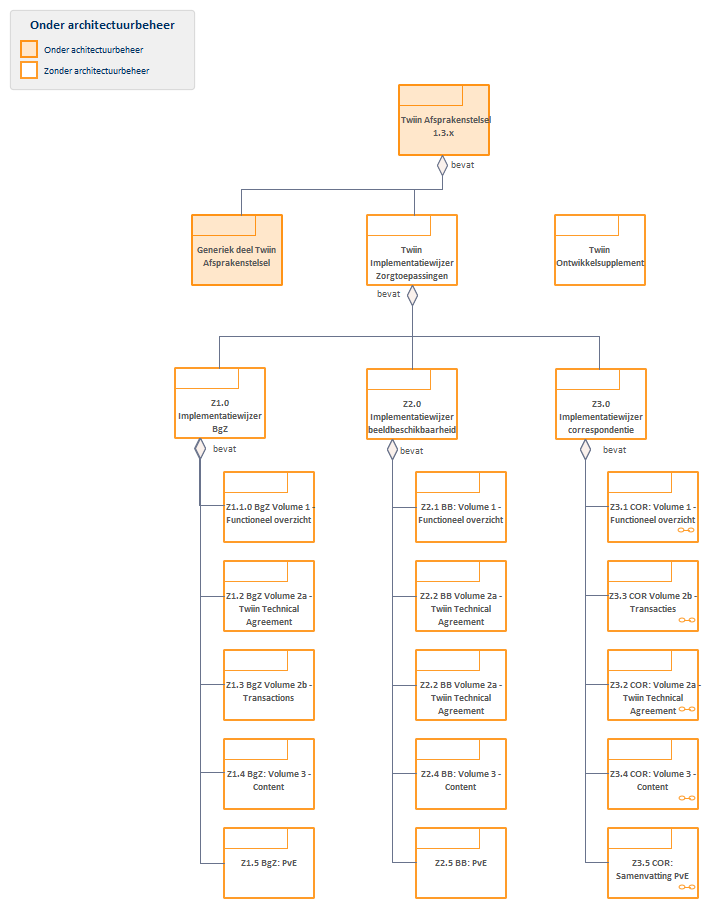 Onder architectuurbeheer
Onder achitectuurbeheer
Zonder architectuurbeheer
Twiin Afsprakenstelsel
1.3.x
bevat
Generiek deel Twiin
Afsprakenstelsel
Twiin
Implementatiewijzer
Zorgtoepassingen
Twiin
Ontwikkelsupplement
bevat
Z1.0
Implementatiewijzer
BgZ
Z2.0
Implementatiewijzer
beeldbeschikbaarheid
Z3.0
Implementatiewijzer
correspondentie
bevat
bevat
bevat
Z1.1.0 BgZ Volume 1 -
Functioneel overzicht
Z2.1 BB: Volume 1 -
Functioneel overzicht
Z3.1 COR: Volume 1 -
Functioneel overzicht
Z1.2 BgZ Volume 2a -
Twiin Technical
Agreement
Z2.2 BB Volume 2a -
Twiin Technical
Agreement
Z3.3 COR Volume 2b -
Transacties
Z1.3 BgZ Volume 2b -
Transactions
Z2.2 BB Volume 2a -
Twiin Technical
Agreement
Z3.2 COR: Volume 2a -
Twiin Technical
Agreement
Z1.4 BgZ: Volume 3 -
Content
Z2.4 BB: Volume 3 -
Content
Z3.4 COR: Volume 3 -
Content
Z1.5 BgZ: PvE
Z2.5 BB: PvE
Z3.5 COR:
Samenvatting PvE